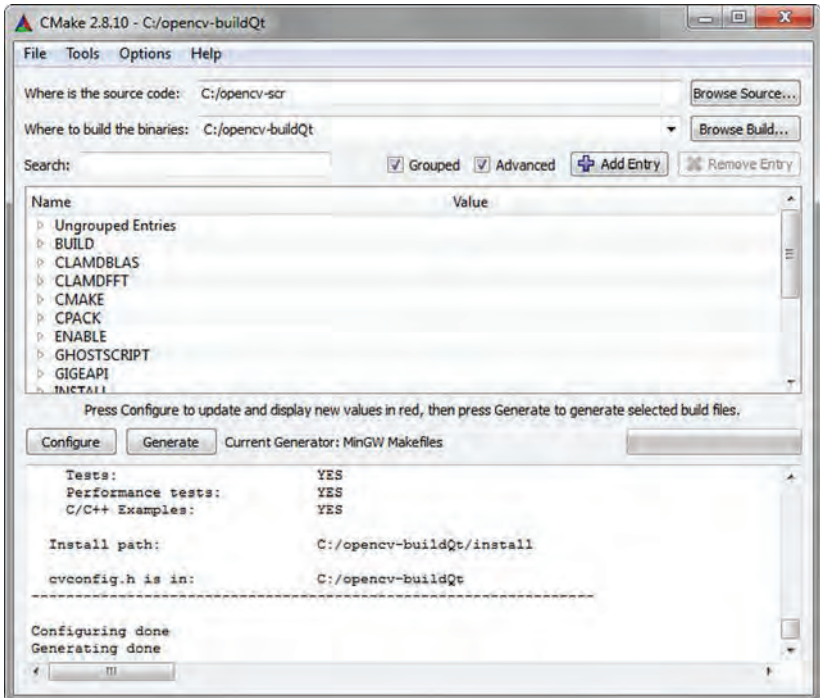 CMake 2.8.10 - C:/opencv-buildQt
File Tools Options Help
Where is the source code: C:/opencv-scr Browse Source...
Where to build the binaries: C:/opencv-buildQt Browse Build...
Search: Grouped Advanced Add Entry Remove Entry
Name Value
Ungrouped Entries
BUILD
CLAMDBLAS
CLAMDFFT
CMAKE
CPACK
ENABLE
GHOSTSCRIPT
GIGEAPI
INSTALL
Press Configure to update and display new values in red, then press Generate to generate selected build files.
Configure Generate Current Generator: MinGW Makefiles
Tests: YES
Performance tests: YES
C/C++ Examples: YES
Install path: C:/opencv-buildQt/install
cvconfig.h is in: C:/opencv-buildQt
-----------------------------------------------------------------
Configuring done
Generating done